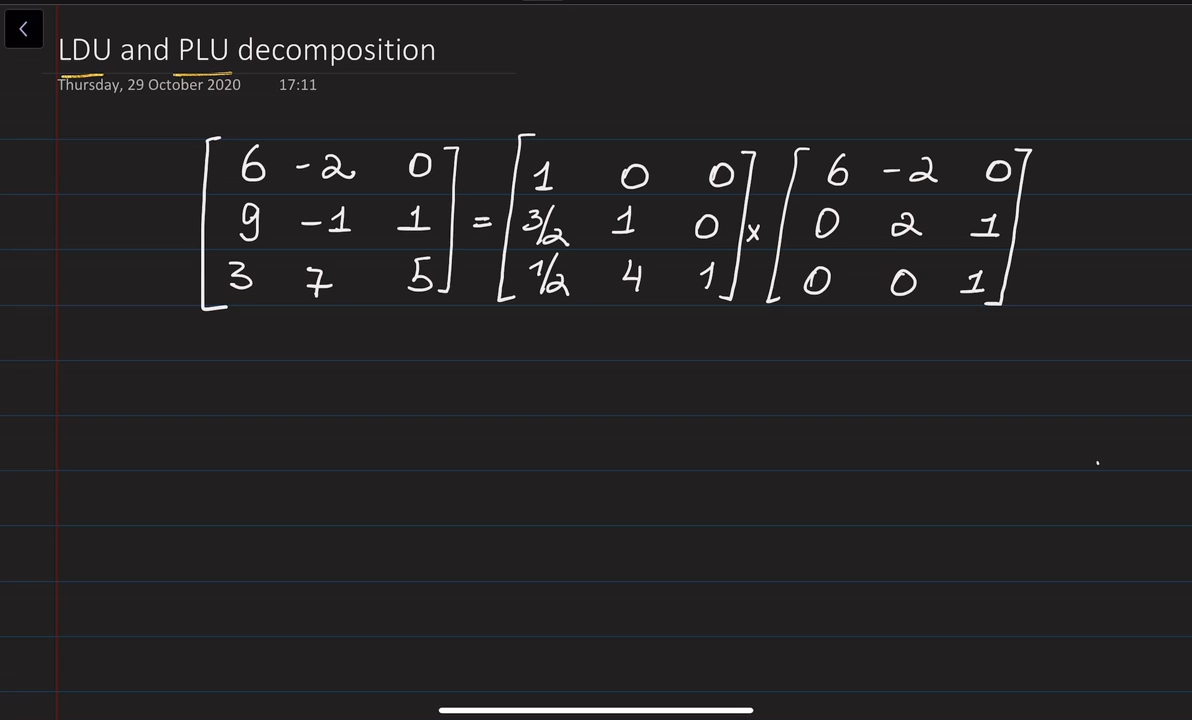 LDU and PLU decomposition
Thursday, 29 October 2020 17:11
[ 6 -2 0 ] [ 1 0 0 ] [ 6 -2 0 ]
[ 9 -1 1 ] = [ 3/2 1 0 ] x [ 0 2 1 ]
[ 3 7 5 ] [ 1/2 4 1 ] [ 0 0 1 ]